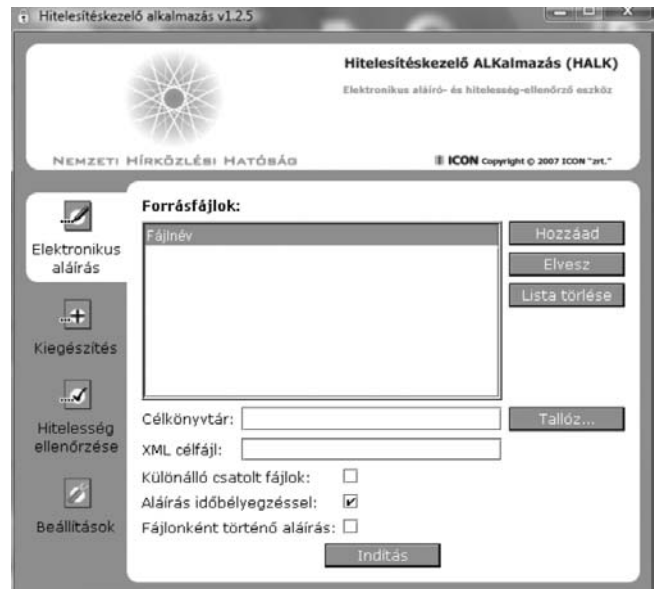 Hitelesítéskezelő alkalmazás v1.2.5
Hitelesítéskezelő ALKalmazás (HALK)
Elektronikus aláíró- és hitelesség-ellenőrző eszköz
NEMZETI HÍRKÖZLÉSI HATÓSÁG
ICON Copyright © 2007 ICON "zrt."
Elektronikus
aláírás
Kiegészítés
Hitelesség
ellenőrzése
Beállítások
Forrásfájlok:
Fájlnév
Hozzáad
Elvesz
Lista törlése
Célkönyvtár:
Tallóz...
XML célfájl:
Különálló csatolt fájlok:
Aláírás időbélyegzéssel:
Fájlonként történő aláírás:
Indítás